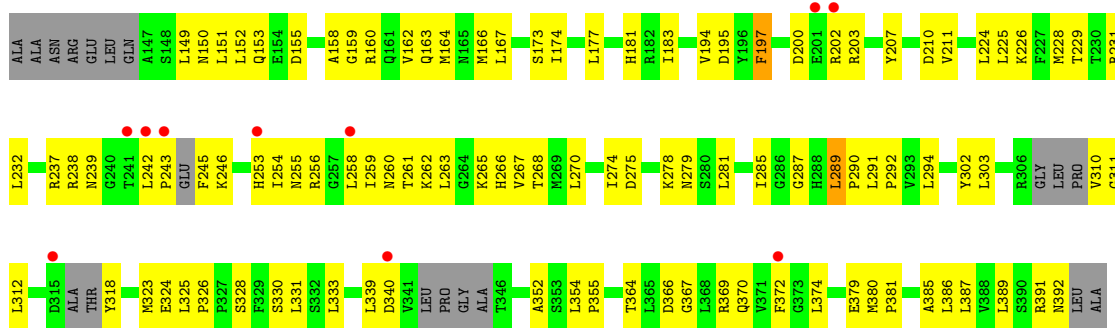 ALA ALA ASN ARG GLU LEU GLN A147 S148 L149 N150 L151 L152 Q153 E154 D155 A158 G159 R160 Q161 V162 Q163 M164 N165 M166 L167 S173 I174 L177 H181 R182 I183 V194 D195 Y196 F197 D200 E201 R202 R203 Y207 D210 V211 L224 L225 K226 F227 M228 T229 T230
L232 R237 R238 N239 G240 T241 L242 P243 GLU F245 K246 H253 I254 N255 R256 G257 L258 I259 N260 T261 K262 L263 G264 K265 H266 V267 T268 M269 L270 I274 D275 K278 N279 S280 L281 I285 G286 G287 H288 L289 P290 L291 P292 V293 L294 Y302 L303 R306 GLY LEU PRO V310 G311
L312 D315 ALA THR Y318 M323 E324 L325 P326 P327 S328 F329 S330 L331 S332 L333 L339 D340 V341 LEU PRO GLY ALA T346 A352 S353 L354 P355 T364 L365 D366 G367 L368 R369 Q370 V371 F372 G373 L374 E379 M380 P381 A385 L386 L387 V388 L389 S390 R391 N392 LEU ALA